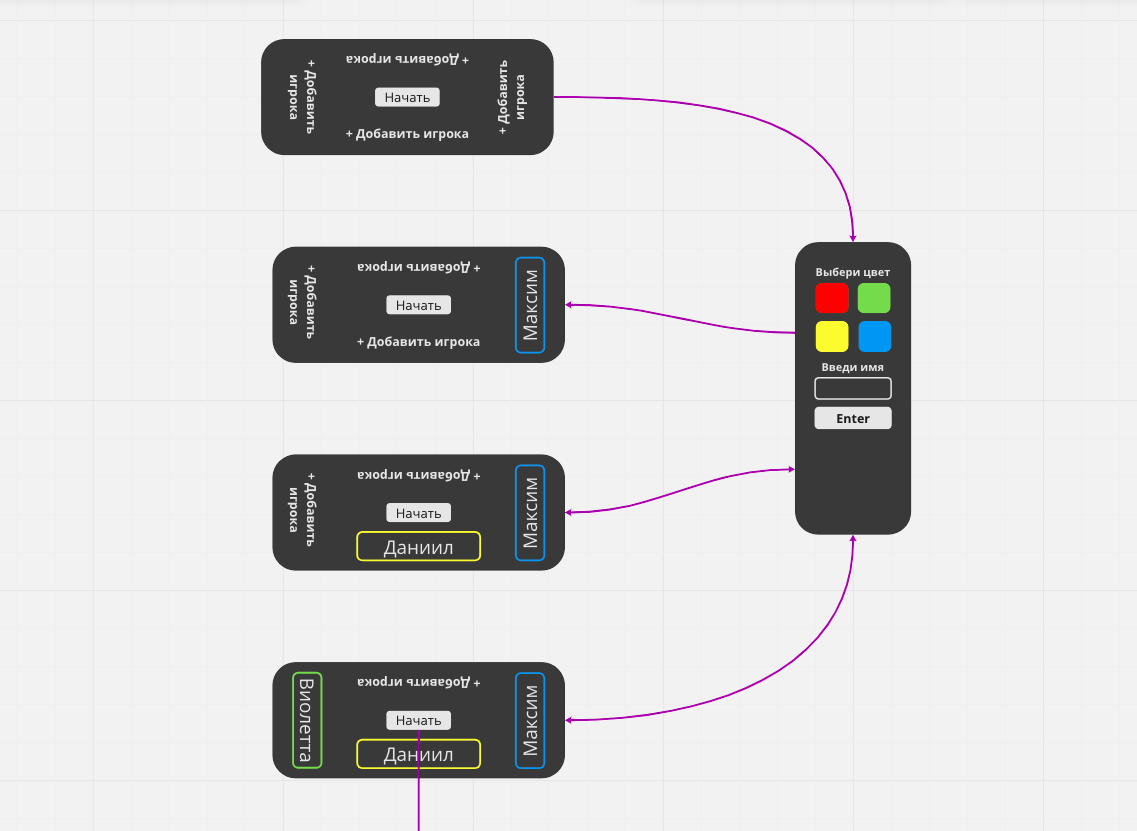 + Добавить игрока
+ Добавить
игрока
Начать
+ Добавить
игрока
+ Добавить игрока
+ Добавить игрока
+ Добавить
игрока
Начать
Максим
+ Добавить игрока
Выбери цвет
Введи имя
Enter
+ Добавить игрока
+ Добавить
игрока
Начать
Максим
Даниил
+ Добавить игрока
Виолетта
Начать
Максим
Даниил